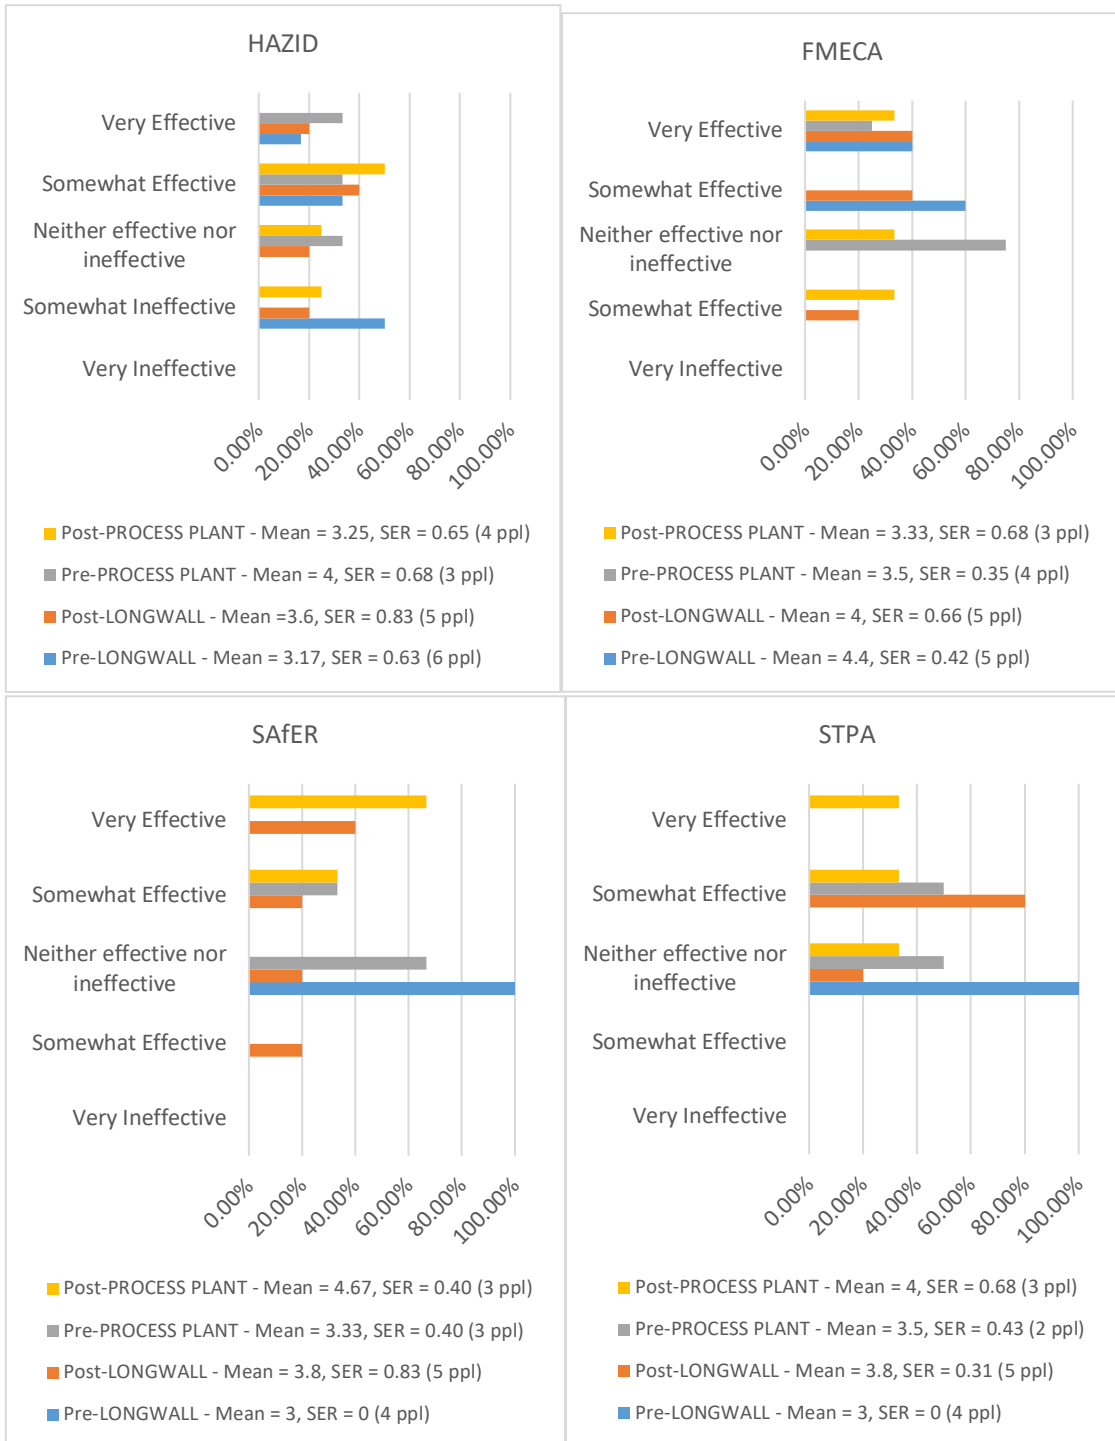 HAZID
Very Effective
Somewhat Effective
Neither effective nor
ineffective
Somewhat Ineffective
Very Ineffective
0.00%
20.00%
40.00%
60.00%
80.00%
100.00%
Post-PROCESS PLANT - Mean = 3.25, SER = 0.65 (4 ppl)
Pre-PROCESS PLANT - Mean = 4, SER = 0.68 (3 ppl)
Post-LONGWALL - Mean =3.6, SER = 0.83 (5 ppl)
Pre-LONGWALL - Mean = 3.17, SER = 0.63 (6 ppl)
FMECA
Very Effective
Somewhat Effective
Neither effective nor
ineffective
Somewhat Effective
Very Ineffective
0.00%
20.00%
40.00%
60.00%
80.00%
100.00%
Post-PROCESS PLANT - Mean = 3.33, SER = 0.68 (3 ppl)
Pre-PROCESS PLANT - Mean = 3.5, SER = 0.35 (4 ppl)
Post-LONGWALL - Mean = 4, SER = 0.66 (5 ppl)
Pre-LONGWALL - Mean = 4.4, SER = 0.42 (5 ppl)
SAfER
Very Effective
Somewhat Effective
Neither effective nor
ineffective
Somewhat Effective
Very Ineffective
0.00%
20.00%
40.00%
60.00%
80.00%
100.00%
Post-PROCESS PLANT - Mean = 4.67, SER = 0.40 (3 ppl)
Pre-PROCESS PLANT - Mean = 3.33, SER = 0.40 (3 ppl)
Post-LONGWALL - Mean = 3.8, SER = 0.83 (5 ppl)
Pre-LONGWALL - Mean = 3, SER = 0 (4 ppl)
STPA
Very Effective
Somewhat Effective
Neither effective nor
ineffective
Somewhat Effective
Very Ineffective
0.00%
20.00%
40.00%
60.00%
80.00%
100.00%
Post-PROCESS PLANT - Mean = 4, SER = 0.68 (3 ppl)
Pre-PROCESS PLANT - Mean = 3.5, SER = 0.43 (2 ppl)
Post-LONGWALL - Mean = 3.8, SER = 0.31 (5 ppl)
Pre-LONGWALL - Mean = 3, SER = 0 (4 ppl)